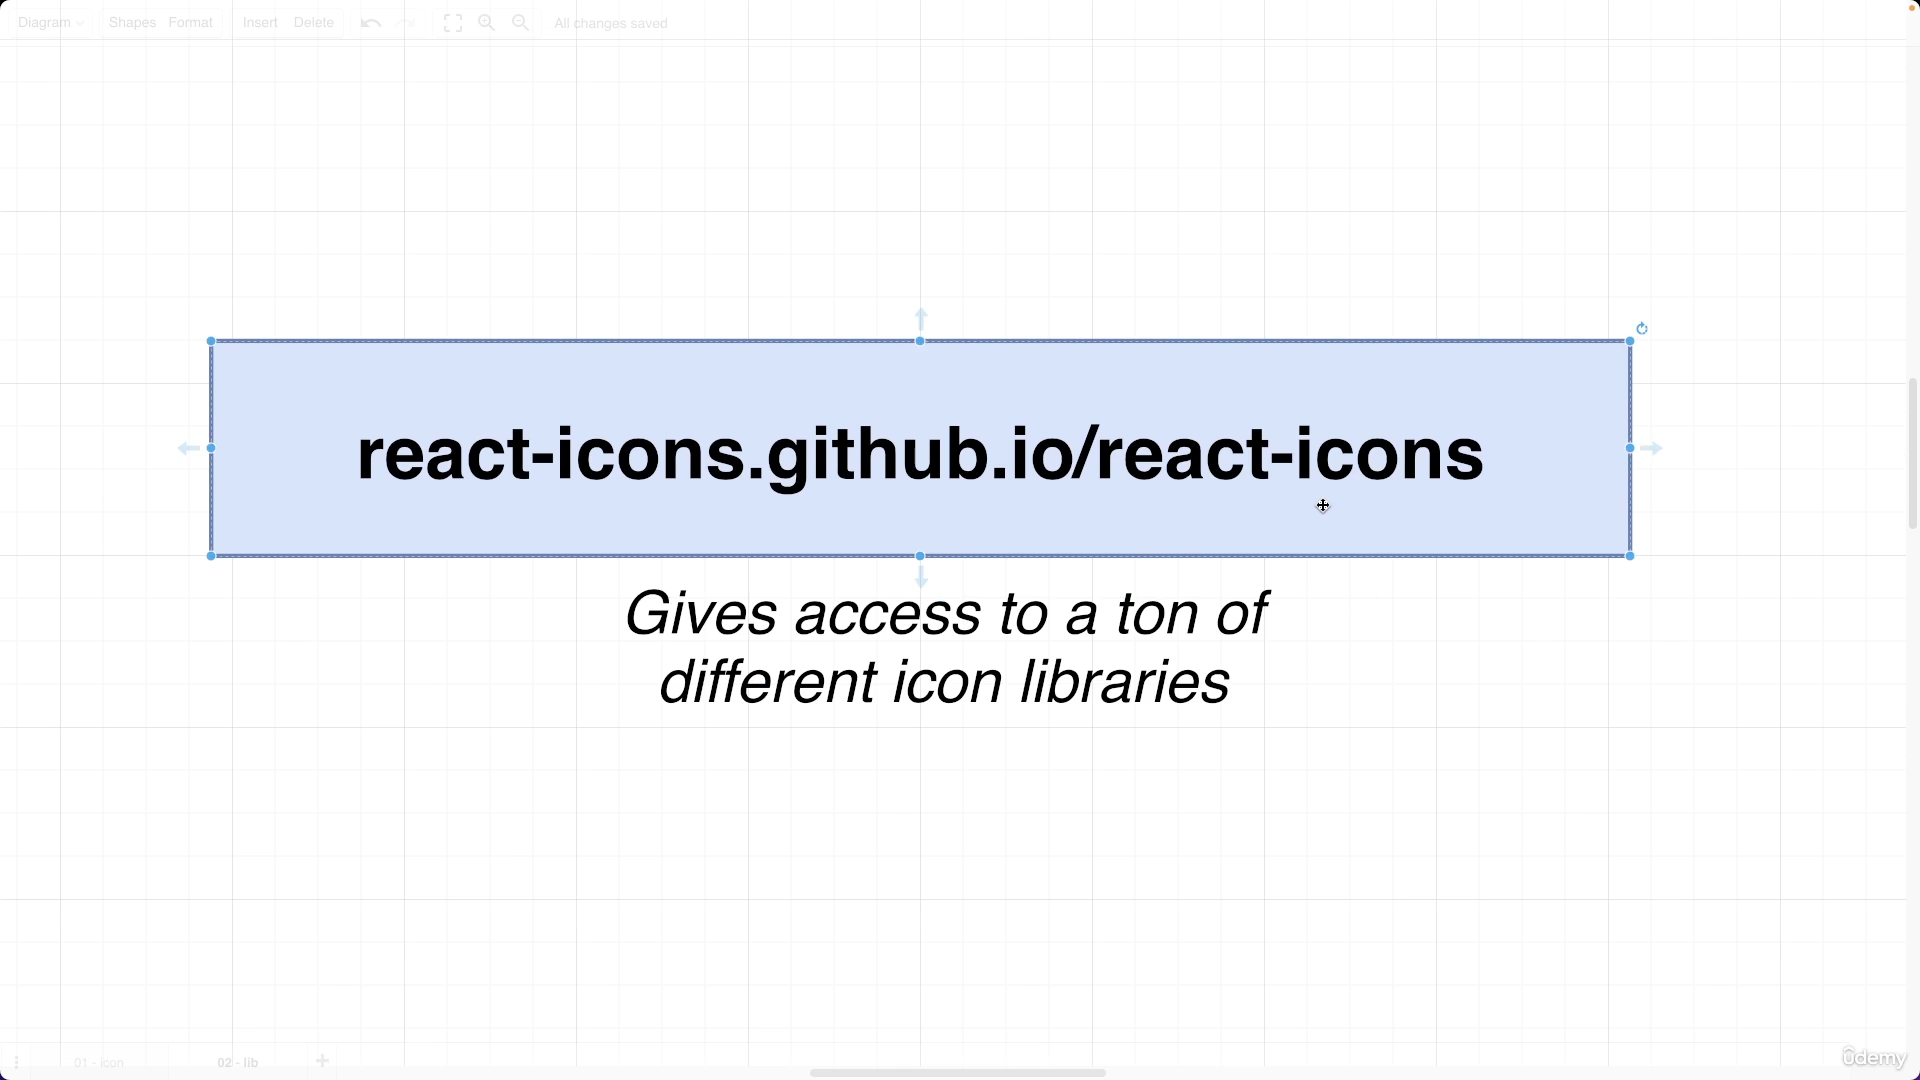 Diagram Shapes Format Insert Delete All changes saved
react-icons.github.io/react-icons
Gives access to a ton of
different icon libraries
01 - icon 02 - lib
ûdemy